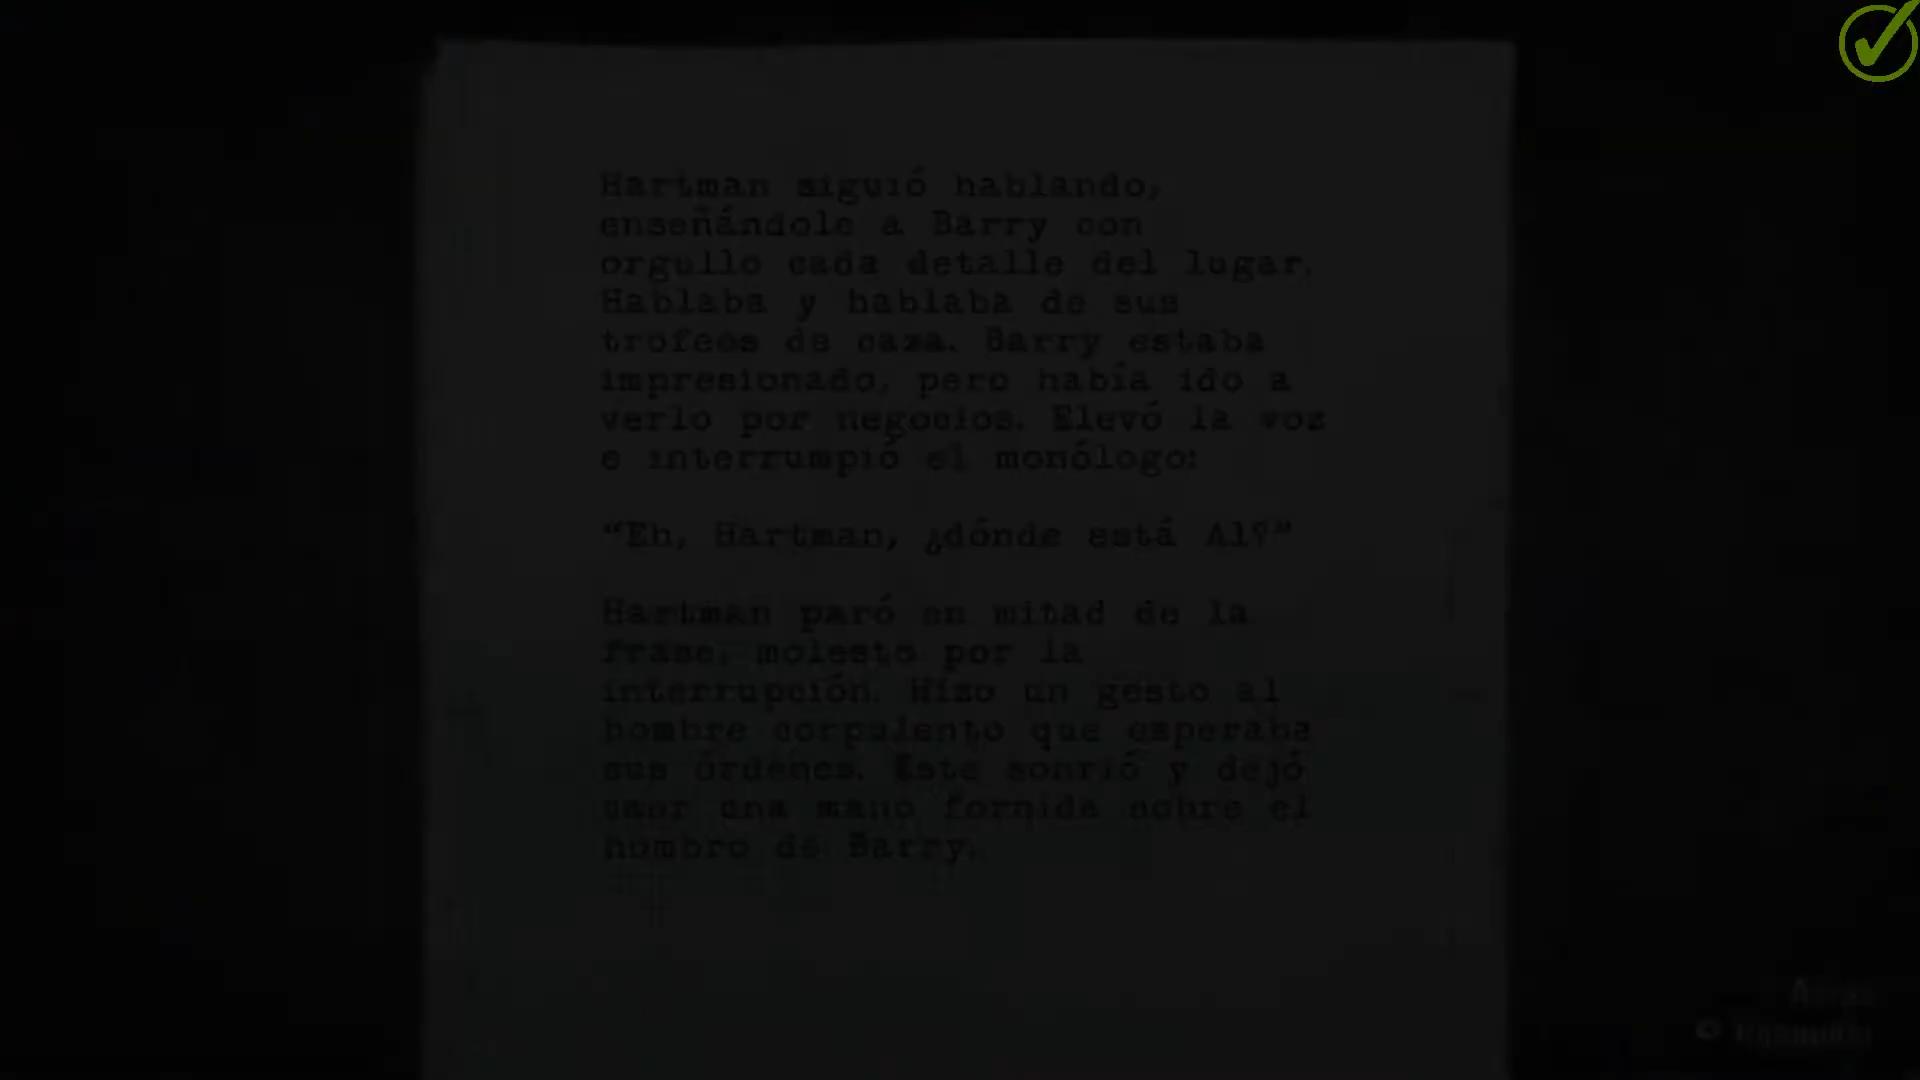 Hartman siguió hablando,
enseñándole a Barry con
orgullo cada detalle del lugar.
Hablaba y hablaba de sus
trofeos de caza. Barry estaba
impresionado, pero había ido a
verlo por negocios. Elevó la voz
e interrumpió el monólogo:
“Eh, Hartman, ¿dónde está Al?”
Hartman paró en mitad de la
frase, molesto por la
interrupción. Hizo un gesto al
hombre corpulento que esperaba
sus órdenes. Este sonrió y dejó
caer una mano fornida sobre el
hombro de Barry.